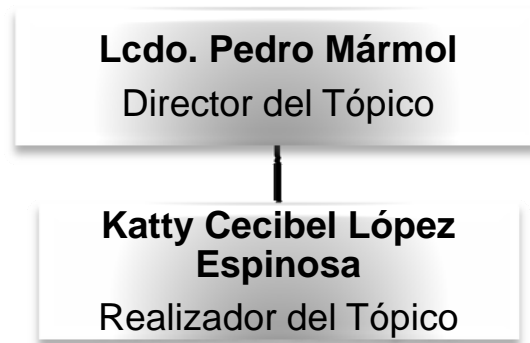 Lcdo. Pedro Mármol
Director del Tópico
Katty Cecibel López
Espinosa
Realizador del Tópico